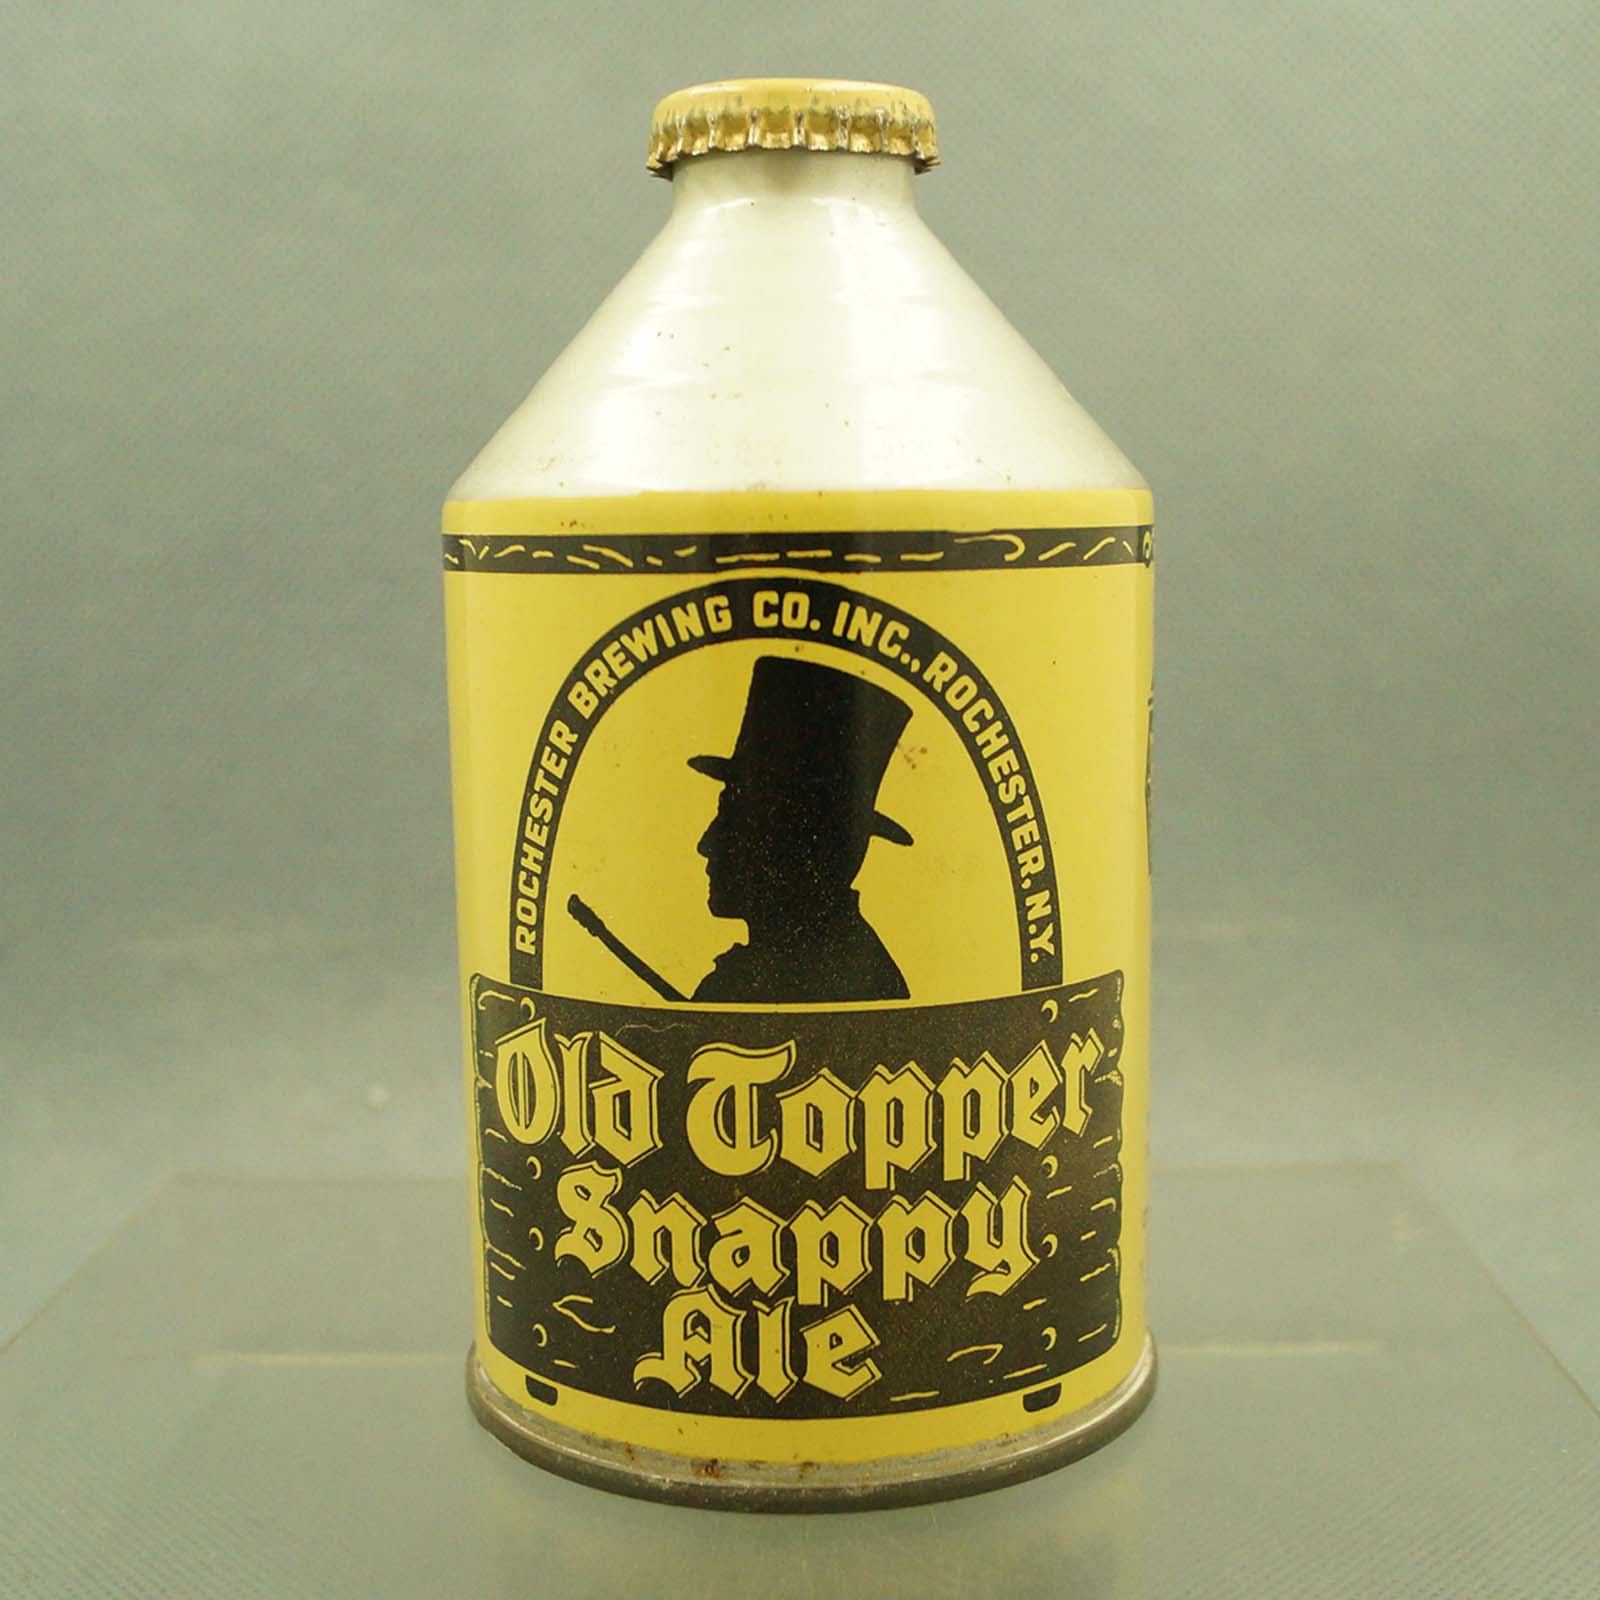 ROCHESTER BREWING CO. INC., ROCHESTER, N.Y.
Old Topper
Snappy
Ale